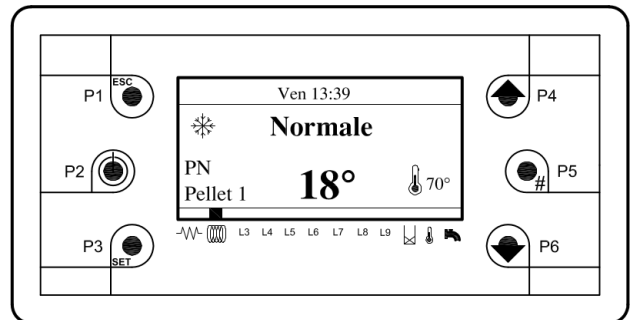 Ven 13:39
ESC
P1
P4
Normale
P2
P5
#
PN
Pellet 1
18°
70°
L3 L4 L5 L6 L7 L8 L9
P3
SET
P6